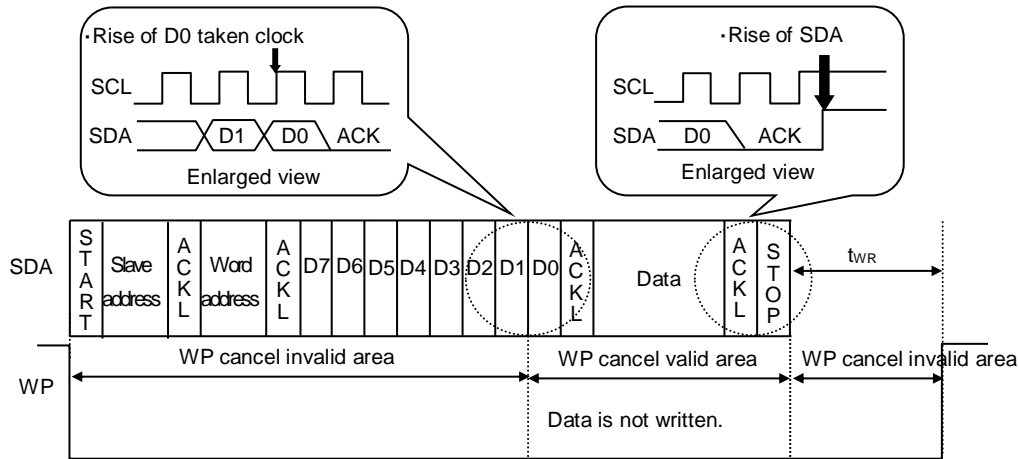 ·Rise of D0 taken clock
SCL
SDA
D1
D0
ACK
Enlarged view
·Rise of SDA
SCL
SDA
D0
ACK
Enlarged view
SDA
START
Slave address
ACKL
Word address
ACKL
D7
D6
D5
D4
D3
D2
D1
D0
ACKL
Data
ACKL
STOP
tWR
WP
WP cancel invalid area
WP cancel valid area
WP cancel invalid area
Data is not written.